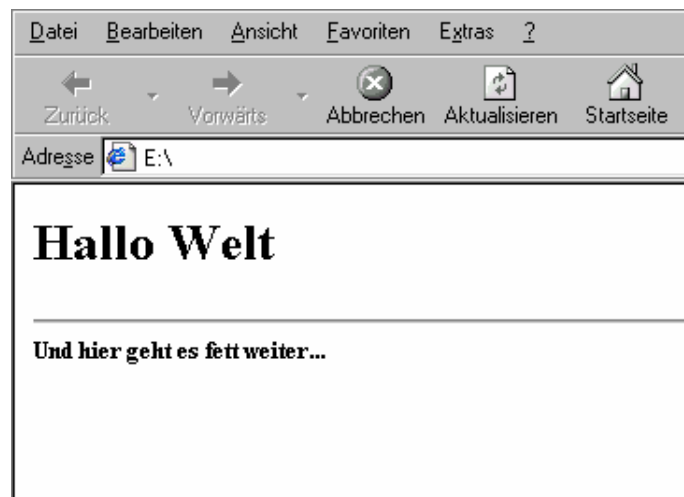 Datei Bearbeiten Ansicht Favoriten Extras ?
Zurück Vorwärts Abbrechen Aktualisieren Startseite
Adresse E:\
Hallo Welt
Und hier geht es fett weiter...